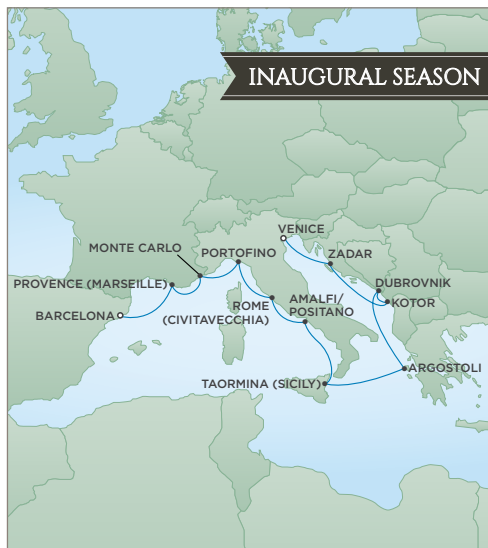 INAUGURAL SEASON
VENICE
MONTE CARLO
PORTOFINO
ZADAR
PROVENCE (MARSEILLE)
DUBROVNIK
KOTOR
BARCELONA
ROME
(CIVITAVECCHIA)
AMALFI/
POSITANO
ARGOSTOLI
TAORMINA (SICILY)